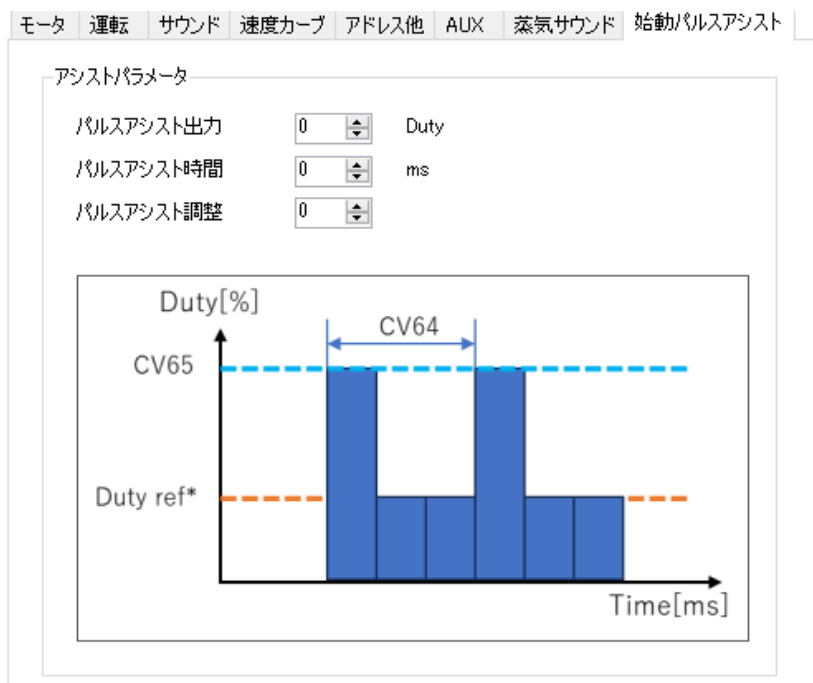 モータ 運転 サウンド 速度カーブ アドレス他 AUX 蒸気サウンド 始動パルスアシスト
アシストパラメータ
パルスアシスト出力 0 Duty
パルスアシスト時間 0 ms
パルスアシスト調整 0
Duty[%]
CV64
CV65
Duty ref*
Time[ms]